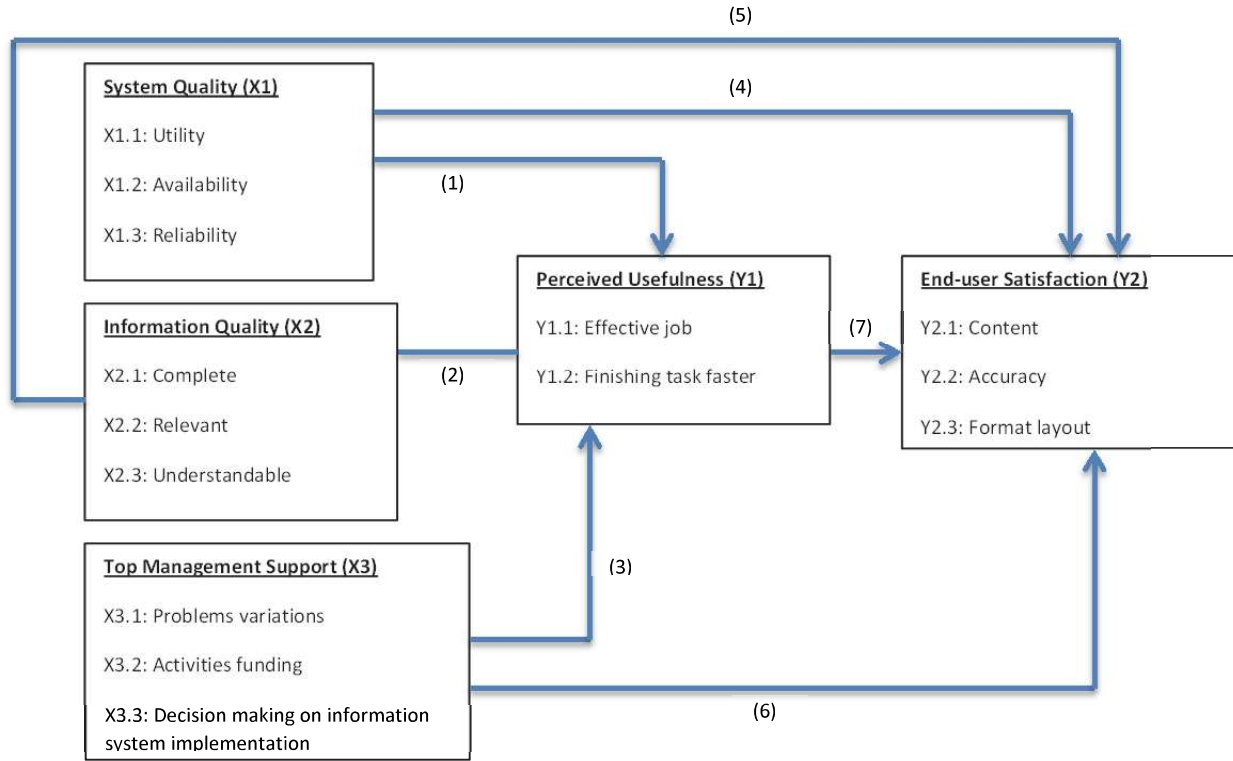 (5)
System Quality (X1)
X1.1: Utility
X1.2: Availability
X1.3: Reliability
(4)
(1)
Information Quality (X2)
X2.1: Complete
X2.2: Relevant
X2.3: Understandable
(2)
Perceived Usefulness (Y1)
Y1.1: Effective job
Y1.2: Finishing task faster
(7)
End-user Satisfaction (Y2)
Y2.1: Content
Y2.2: Accuracy
Y2.3: Format layout
Top Management Support (X3)
X3.1: Problems variations
X3.2: Activities funding
X3.3: Decision making on information
system implementation
(3)
(6)